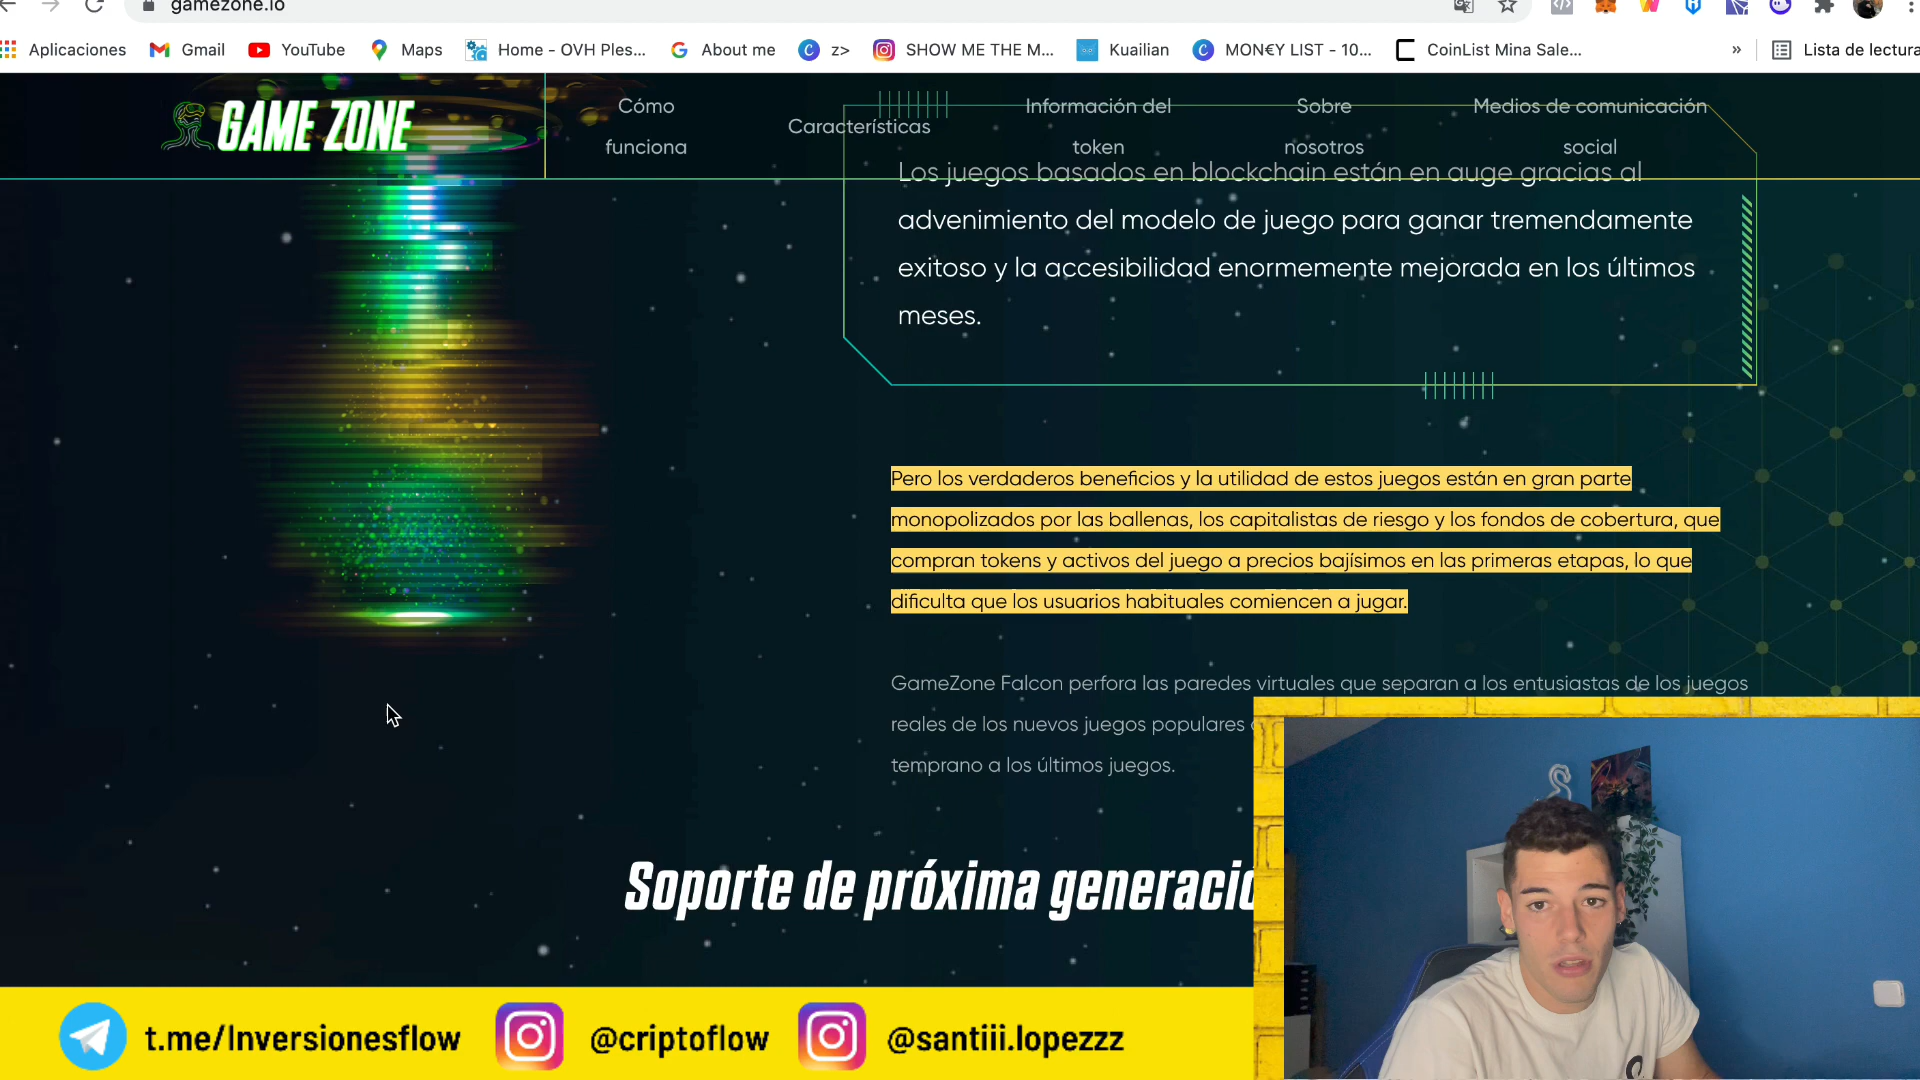 gamezone.io
Aplicaciones
Gmail
YouTube
Maps
Home - OVH Ples...
About me
z>
SHOW ME THE M...
Kuailian
MON€Y LIST - 10...
CoinList Mina Sale...
»
Lista de lectura
GAME ZONE
Cómo
funciona
Características
Información del
token
Sobre
nosotros
Medios de comunicación
social
Los juegos basados en blockchain están en auge gracias al
advenimiento del modelo de juego para ganar tremendamente
exitoso y la accesibilidad enormemente mejorada en los últimos
meses.
Pero los verdaderos beneficios y la utilidad de estos juegos están en gran parte
monopolizados por las ballenas, los capitalistas de riesgo y los fondos de cobertura, que
compran tokens y activos del juego a precios bajísimos en las primeras etapas, lo que
dificulta que los usuarios habituales comiencen a jugar.
GameZone Falcon perfora las paredes virtuales que separan a los entusiastas de los juegos
reales de los nuevos juegos populares
temprano a los últimos juegos.
Soporte de próxima generació
t.me/Inversionesflow
@criptoflow
@santiii.lopezzz